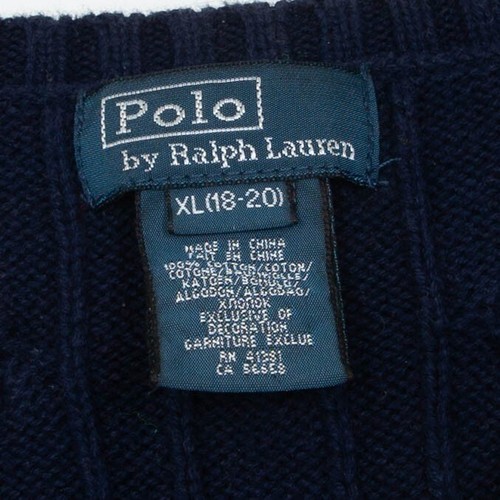 Polo
by Ralph Lauren
XL(18-20)
MADE IN CHINA
FAIT EN CHINE
100% COTTON/COTON/
ALGODON/ALGODAO/
ХЛОПОК
EXCLUSIVE OF
DECORATION
GARNITURE EXCLUE
RN 41381
CA 56658